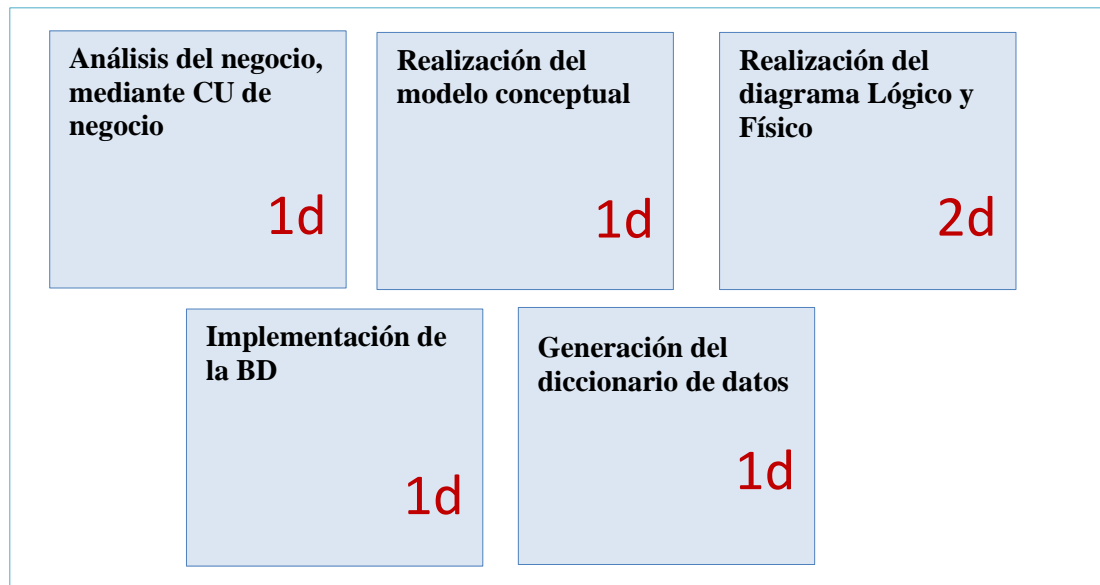 Análisis del negocio,
mediante CU de
negocio
1d
Realización del
modelo conceptual
1d
Realización del
diagrama Lógico y
Físico
2d
Implementación de
la BD
1d
Generación del
diccionario de datos
1d